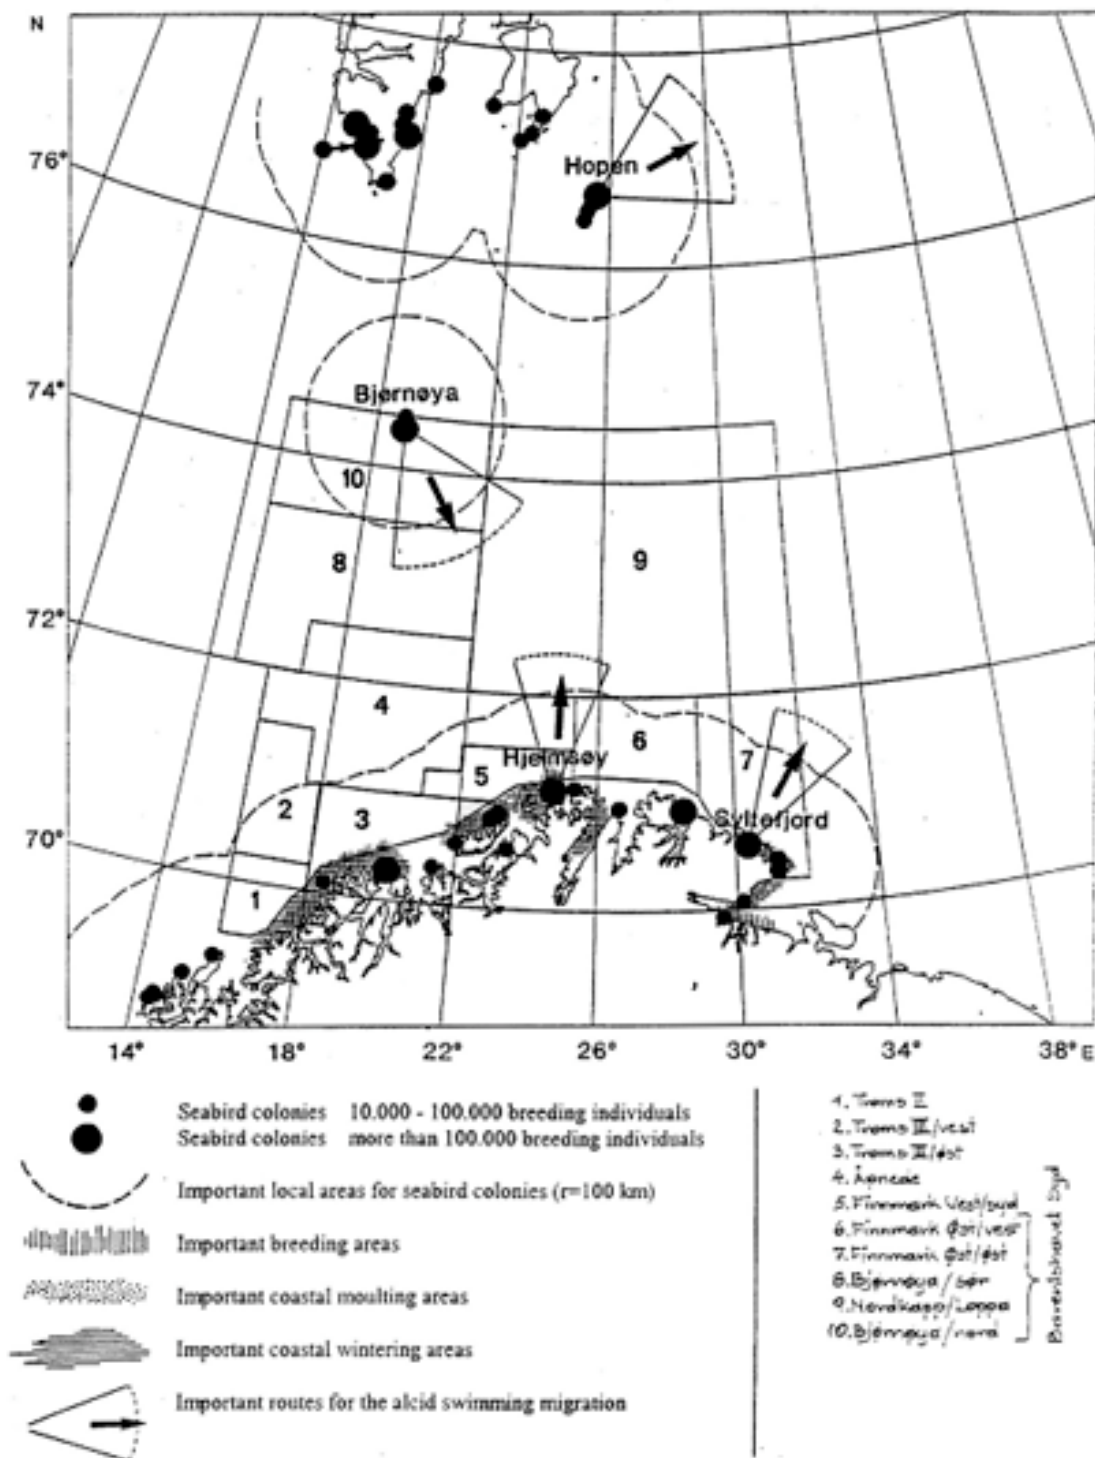 N
76°
Hopen
74°
Bjørnøya
10
8
9
72°
4
6
7
Hjelmsøy
5
2
3
Syltefjord
70°
1
14° 18° 22° 26° 30° 34° 38° E
Seabird colonies 10.000 - 100.000 breeding individuals
Seabird colonies more than 100.000 breeding individuals
Important local areas for seabird colonies (r=100 km)
Important breeding areas
Important coastal moulting areas
Important coastal wintering areas
Important routes for the alcid swimming migration
1. Troms I
2. Troms III/vest
3. Troms III/øst
4.
5. Finnmark Vest/syd
6. Finnmark Øst/vest
7. Finnmark Øst/øst
8. Bjørnøya/sør
9. Nordkapp/Loppa
10. Bjørnøya/nord
Barentshavet Syd